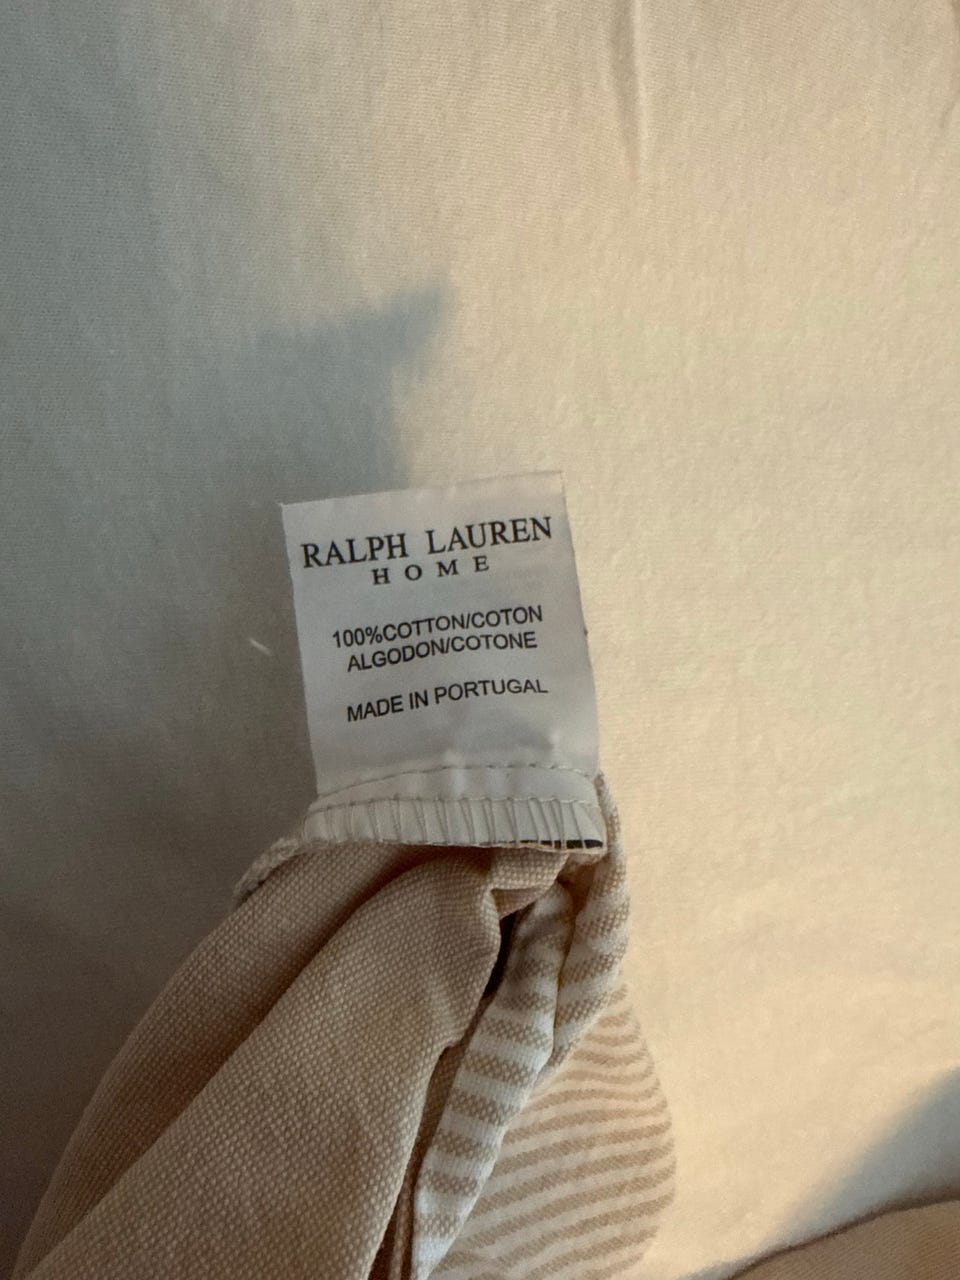 RALPH LAUREN
HOME
100%COTTON/COTON
ALGODON/COTONE
MADE IN PORTUGAL